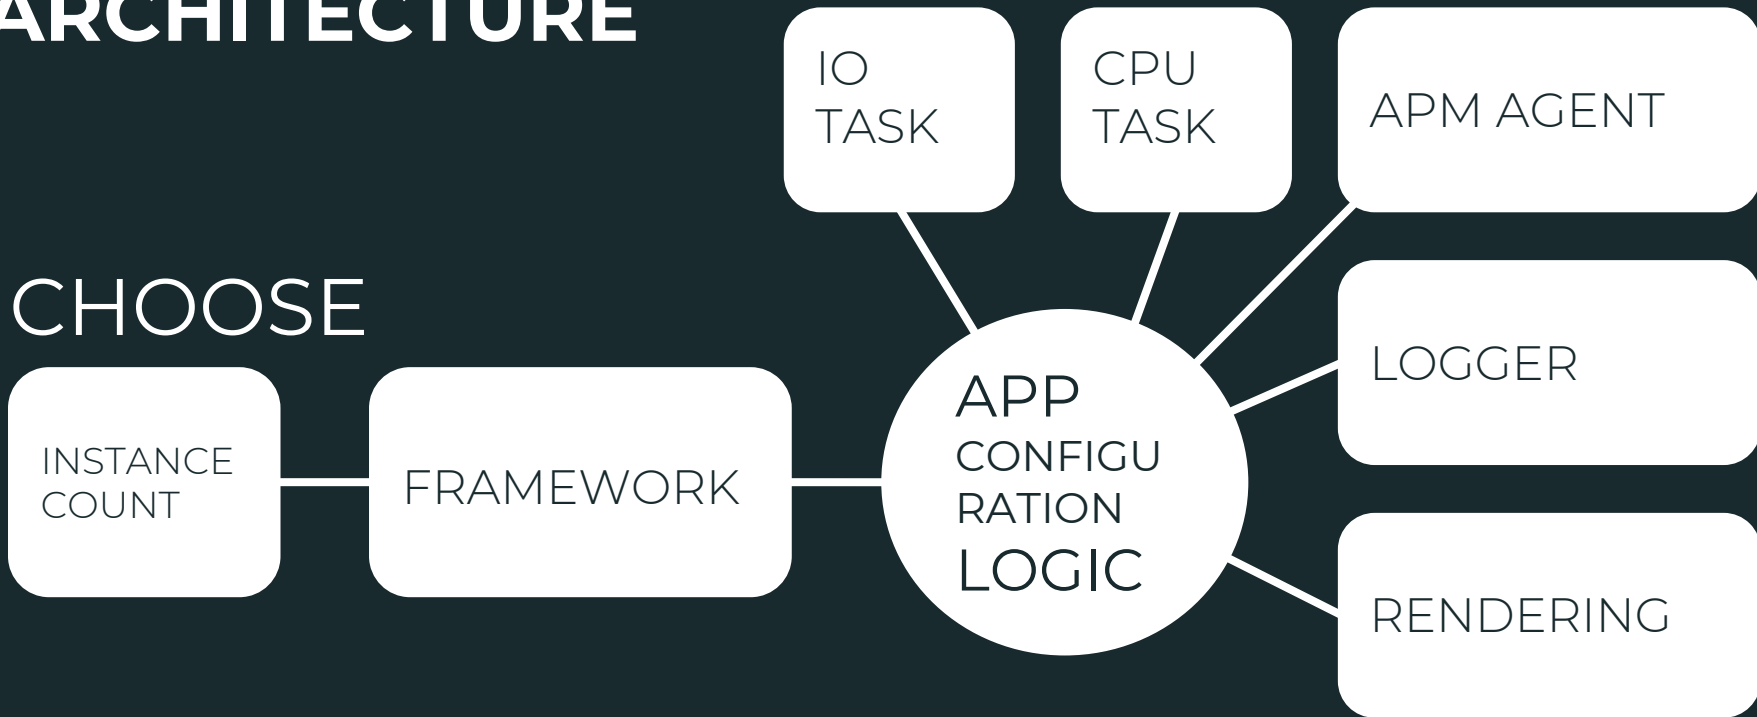 ARCHITECTURE
IO
TASK
CPU
TASK
APM AGENT
CHOOSE
LOGGER
INSTANCE
COUNT
FRAMEWORK
APP
CONFIGU
RATION
LOGIC
RENDERING